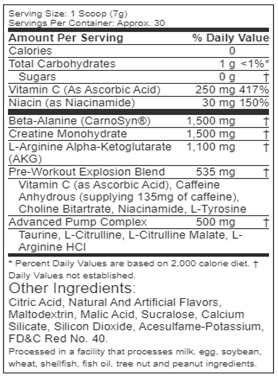 Serving Size: 1 Scoop (7g)
Servings Per Container: Approx. 30
Amount Per Serving % Daily Value
Calories 0
Total Carbohydrates 1 g <1%*
Sugars 0 g †
Vitamin C (As Ascorbic Acid) 250 mg 417%
Niacin (as Niacinamide) 30 mg 150%
Beta-Alanine (CarnoSyn®) 1,500 mg †
Creatine Monohydrate 1,500 mg †
L-Arginine Alpha-Ketoglutarate 1,100 mg †
(AKG)
Pre-Workout Explosion Blend 535 mg †
Vitamin C (as Ascorbic Acid), Caffeine
Anhydrous (supplying 135mg of caffeine),
Choline Bitartrate, Niacinamide, L-Tyrosine
Advanced Pump Complex 500 mg †
Taurine, L-Citrulline, L-Citrulline Malate, L-
Arginine HCl
* Percent Daily Values are based on 2,000 calorie diet. †
Daily Values not established.
Other Ingredients:
Citric Acid, Natural And Artificial Flavors,
Maltodextrin, Malic Acid, Sucralose, Calcium
Silicate, Silicon Dioxide, Acesulfame-Potassium,
FD&C Red No. 40.
Processed in a facility that processes milk, egg, soybean,
wheat, shellfish, fish oil, tree nut and peanut ingredients.